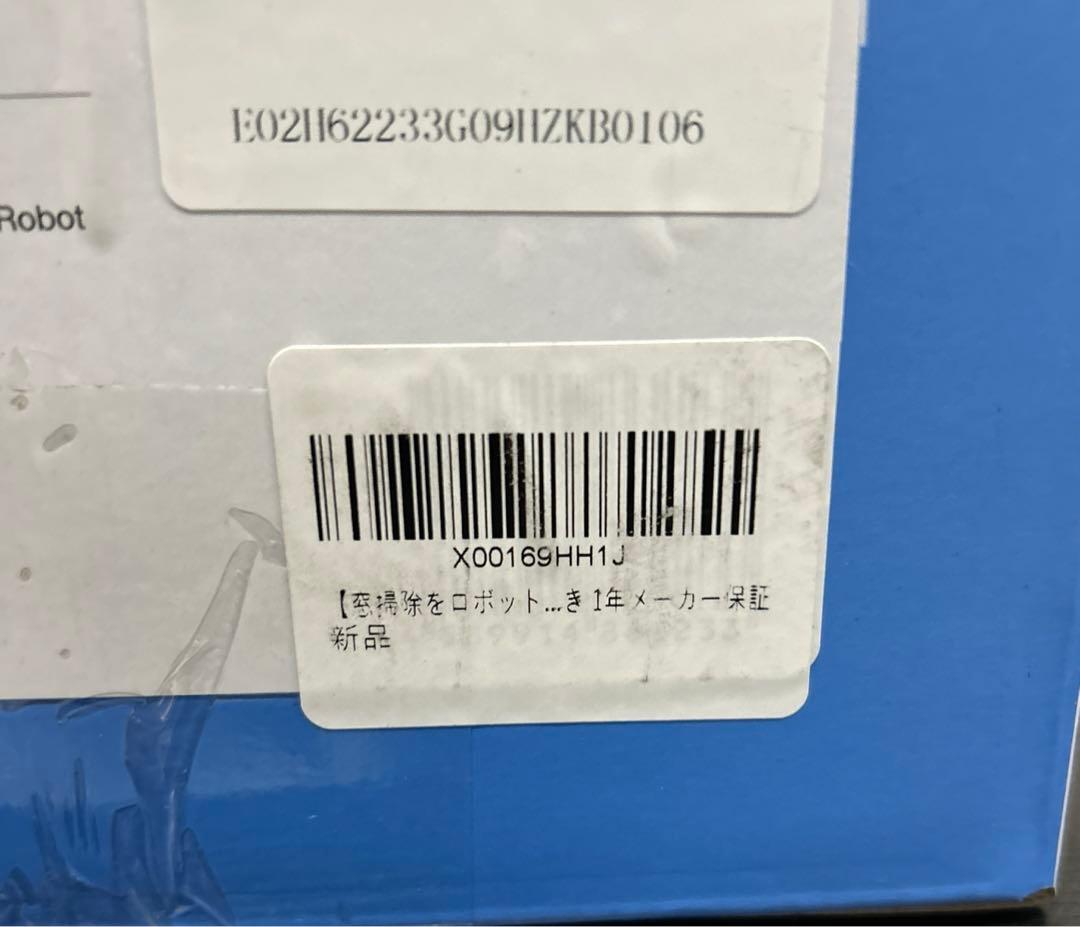 E02H62233G09HZKB0106
Robot
X00169HH1J
【窓掃除をロボット...き 1年メーカー保証
新品